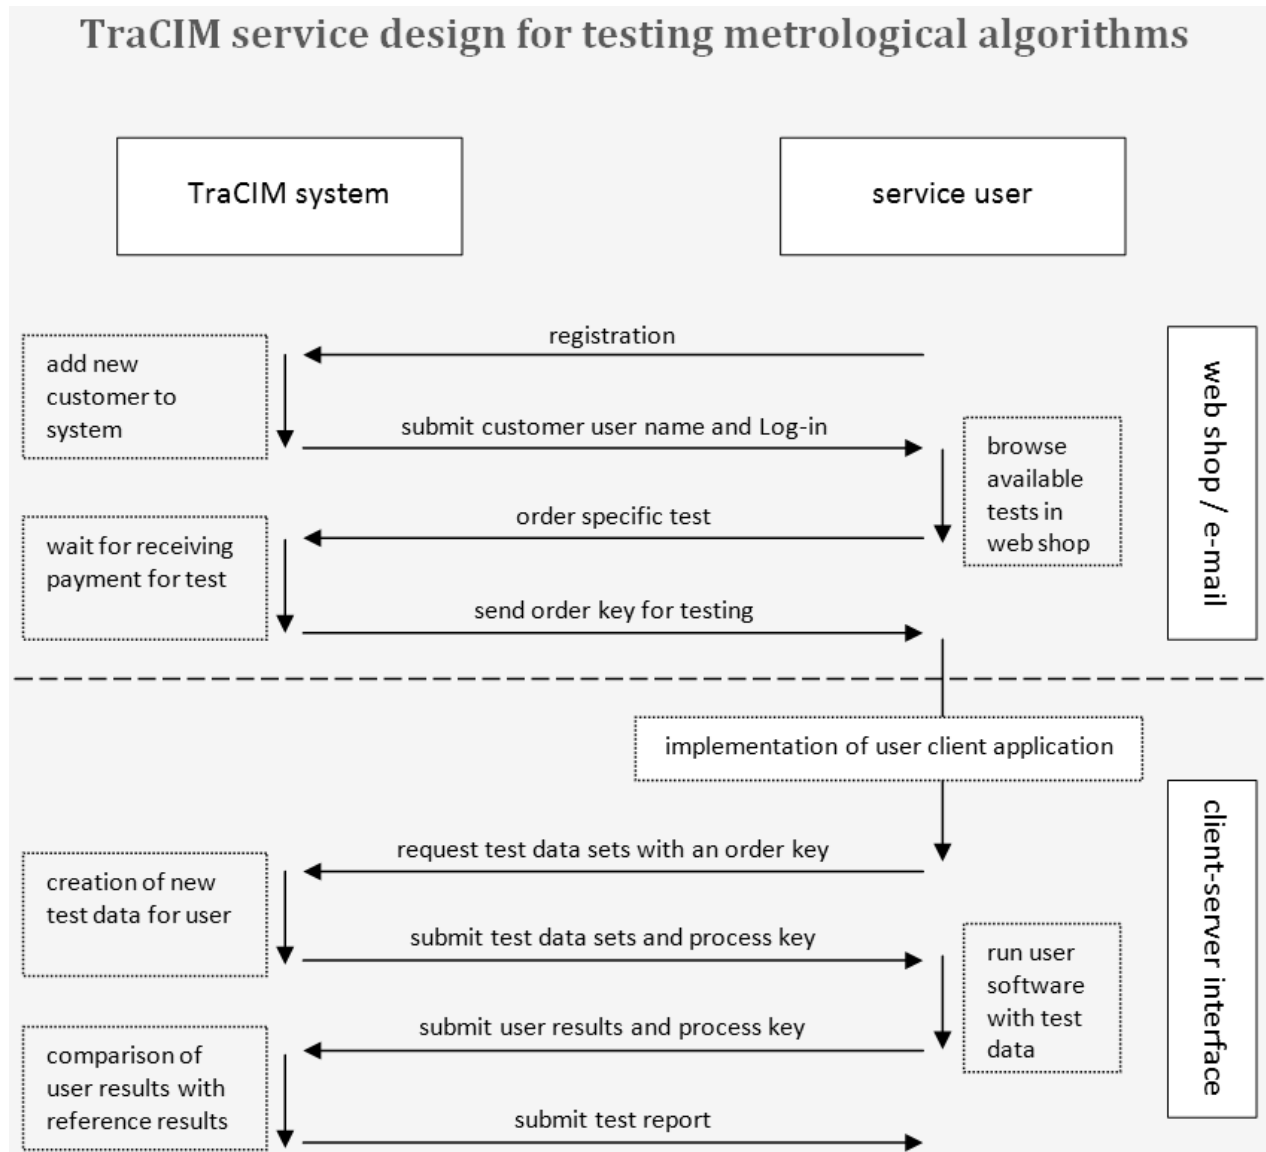 TraCIM service design for testing metrological algorithms
TraCIM system
service user
registration
add new
customer to
system
submit customer user name and Log-in
browse
available
tests in
web shop
web shop / e-mail
order specific test
wait for receiving
payment for test
send order key for testing
implementation of user client application
request test data sets with an order key
creation of new
test data for user
submit test data sets and process key
run user
software
with test
data
client-server interface
submit user results and process key
comparison of
user results with
reference results
submit test report